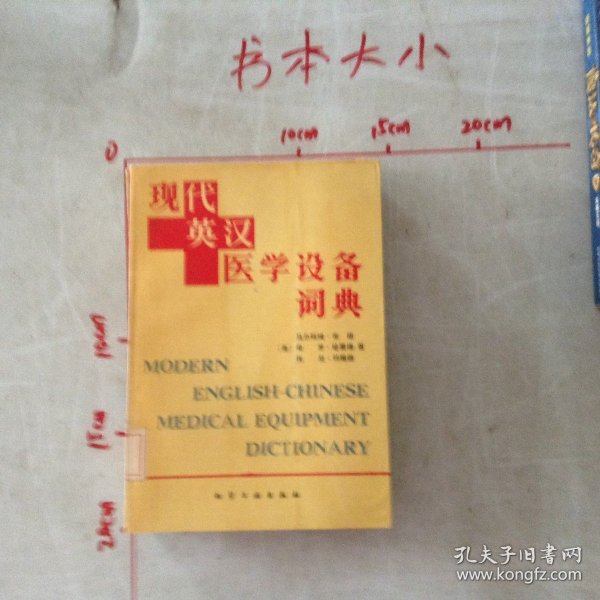 书本大小
0
10cm
15cm
20cm
现代
英汉
医学设备
词典
MODERN
ENGLISH-CHINESE
MEDICAL EQUIPMENT
DICTIONARY
10cm
15cm
20cm
孔夫子旧书网
www.kongfz.com